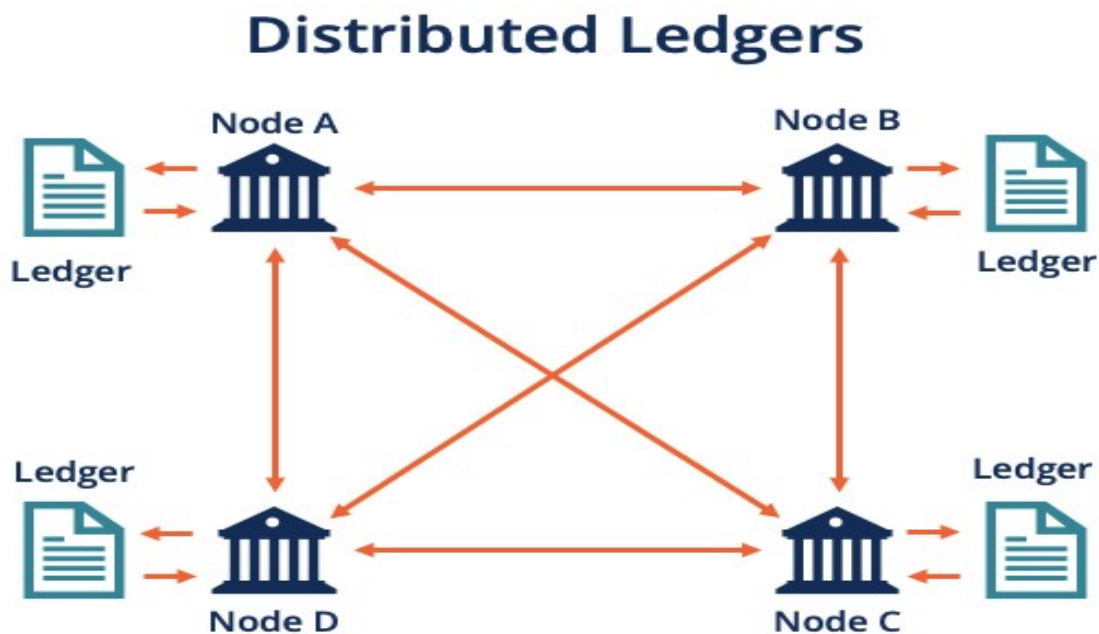 Distributed Ledgers
Node A
Node B
Ledger
Ledger
Ledger
Ledger
Node D
Node C